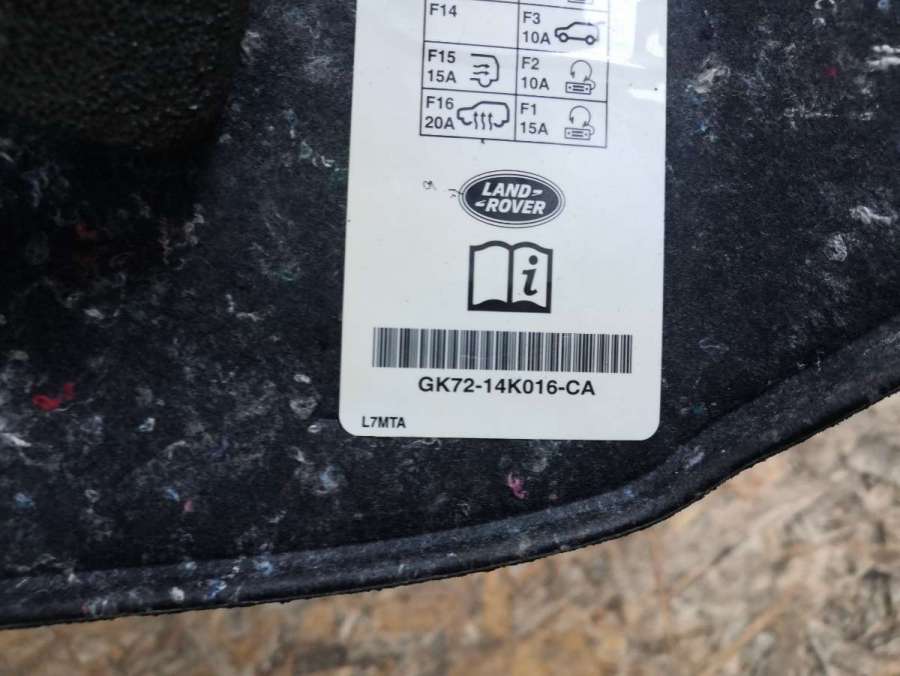 F14 F3
10A
F15 F2
15A 10A
F16 F1
20A 15A
LAND-
-ROVER
i
GK72-14K016-CA
L7MTA